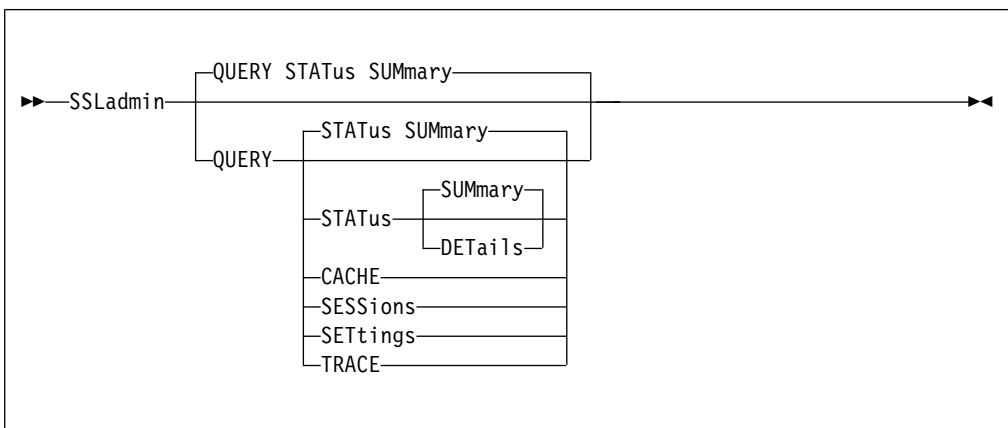 QUERY STATus SUMmary
SSLadmin
STATus SUMmary
QUERY
SUMmary
STATus
DETails
CACHE
SESSions
SETtings
TRACE